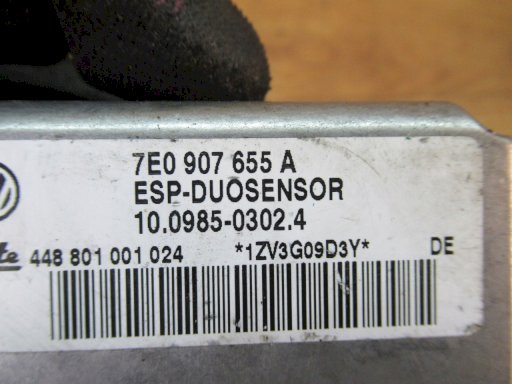 7E0 907 655 A
ESP-DUOSENSOR
10.0985-0302.4
448 801 001 024 *1ZV3G09D3Y* DE